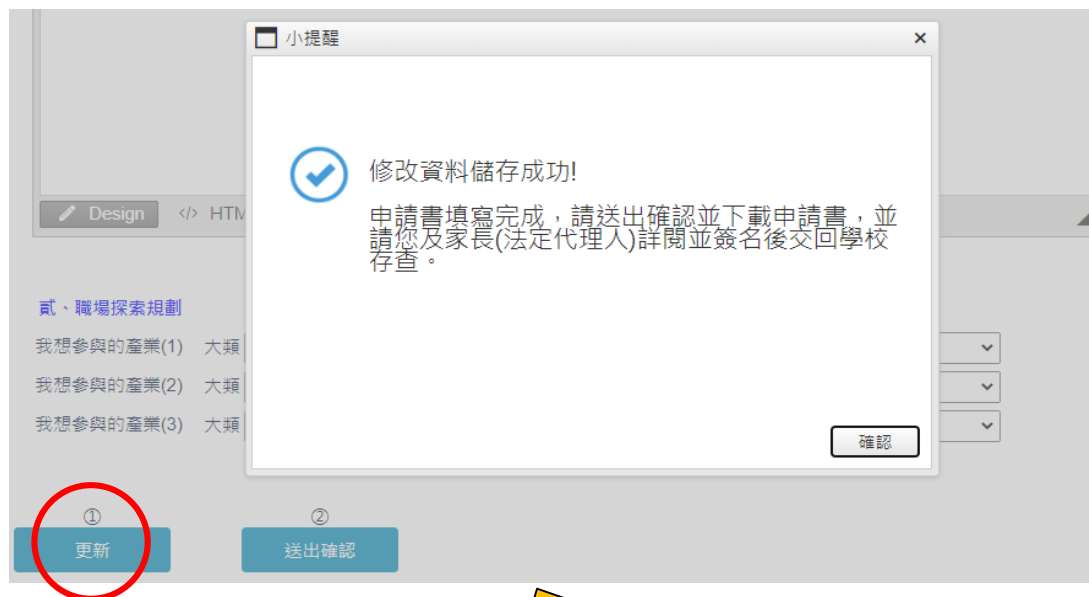 小提醒
×
修改資料儲存成功!
申請書填寫完成，請送出確認並下載申請書，並
請您及家長(法定代理人)詳閱並簽名後交回學校
存查。
確認
Design </> HTM
貳、職場探索規劃
我想參與的產業(1) 大類
我想參與的產業(2) 大類
我想參與的產業(3) 大類
① ②
更新 送出確認